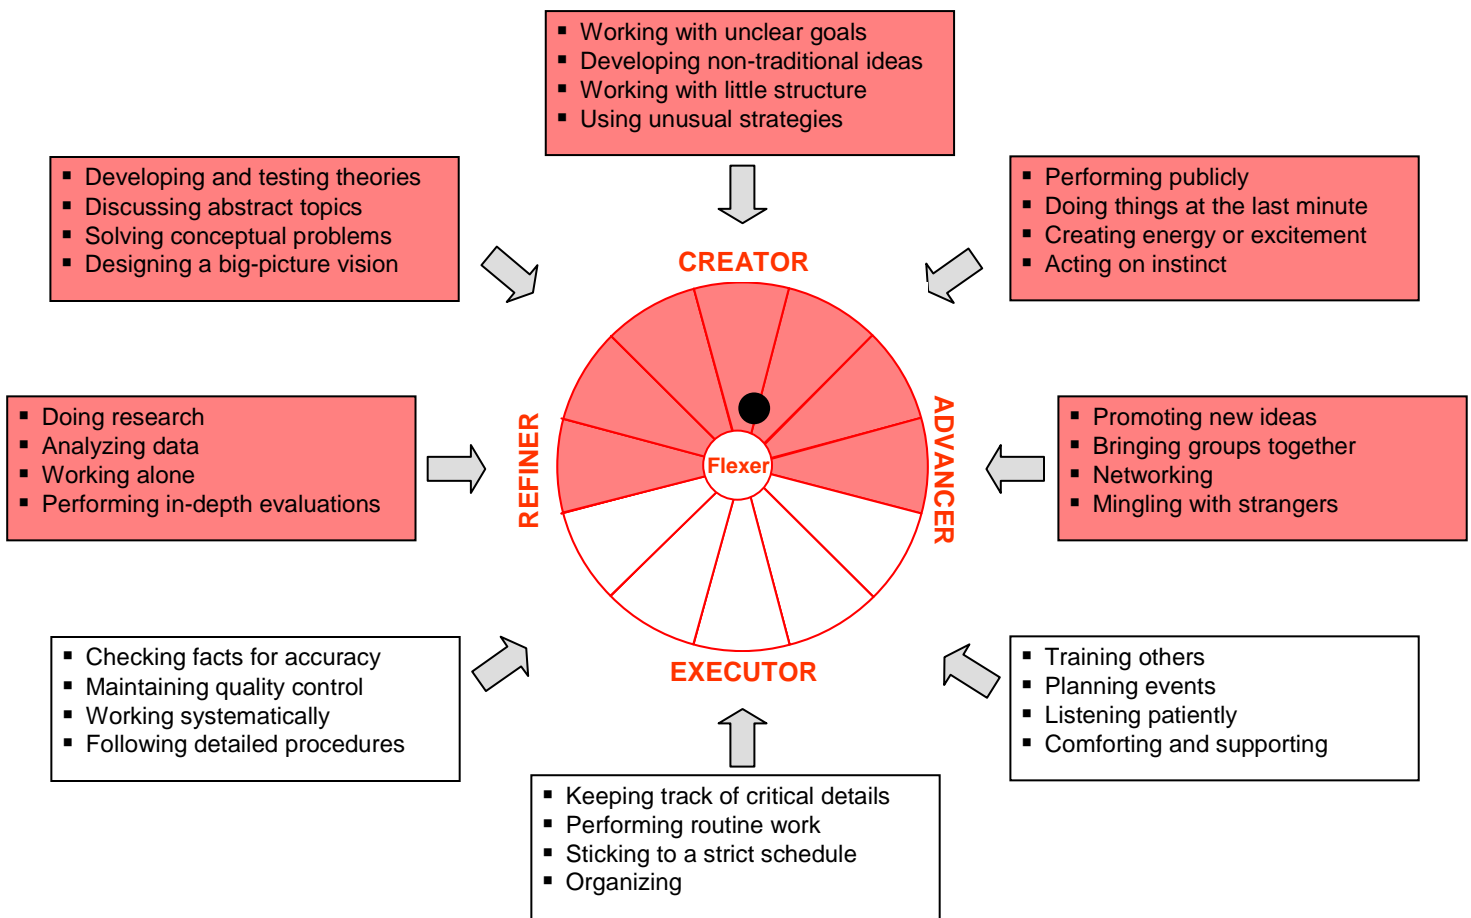 ▪ Working with unclear goals
▪ Developing non-traditional ideas
▪ Working with little structure
▪ Using unusual strategies
▪ Developing and testing theories
▪ Discussing abstract topics
▪ Solving conceptual problems
▪ Designing a big-picture vision
▪ Performing publicly
▪ Doing things at the last minute
▪ Creating energy or excitement
▪ Acting on instinct
CREATOR
▪ Doing research
▪ Analyzing data
▪ Working alone
▪ Performing in-depth evaluations
REFINER
Flexer
ADVANCER
▪ Promoting new ideas
▪ Bringing groups together
▪ Networking
▪ Mingling with strangers
EXECUTOR
▪ Checking facts for accuracy
▪ Maintaining quality control
▪ Working systematically
▪ Following detailed procedures
▪ Training others
▪ Planning events
▪ Listening patiently
▪ Comforting and supporting
▪ Keeping track of critical details
▪ Performing routine work
▪ Sticking to a strict schedule
▪ Organizing